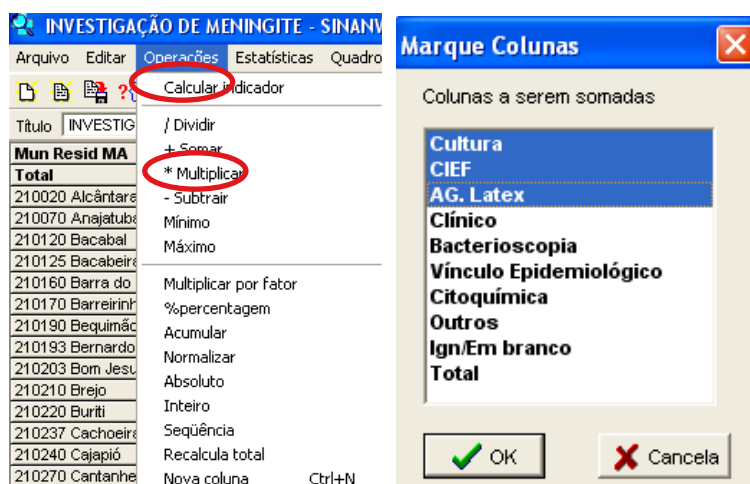 INVESTIGAÇÃO DE MENINGITE - SINANW
Arquivo Editar Operações Estatísticas Quadro
Calcular indicador
Título INVESTIG
/ Dividir
+ Somar
* Multiplicar
- Subtrair
Mínimo
Máximo
Multiplicar por fator
%percentagem
Acumular
Normalizar
Absoluto
Inteiro
Seqüência
Recalcula total
Nova coluna Ctrl+N
Mun Resid MA
Total
210020 Alcântara
210070 Anajatuba
210120 Bacabal
210125 Bacabeira
210160 Barra do
210170 Barreirinh
210190 Bequimão
210193 Bernardo
210203 Bom Jesu
210210 Brejo
210220 Buriti
210237 Cachoeira
210240 Cajapió
210270 Cantanhe
Marque Colunas
Colunas a serem somadas
Cultura
CIEF
AG. Latex
Clínico
Bacterioscopia
Vínculo Epidemiológico
Citoquímica
Outros
Ign/Em branco
Total
OK
Cancela